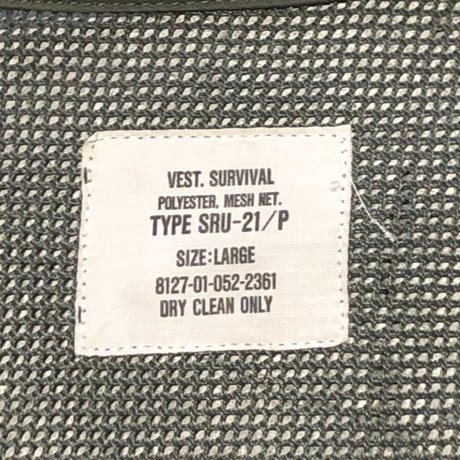 VEST. SURVIVAL
POLYESTER, MESH NET.
TYPE SRU-21/P
SIZE:LARGE
8127-01-052-2361
DRY CLEAN ONLY